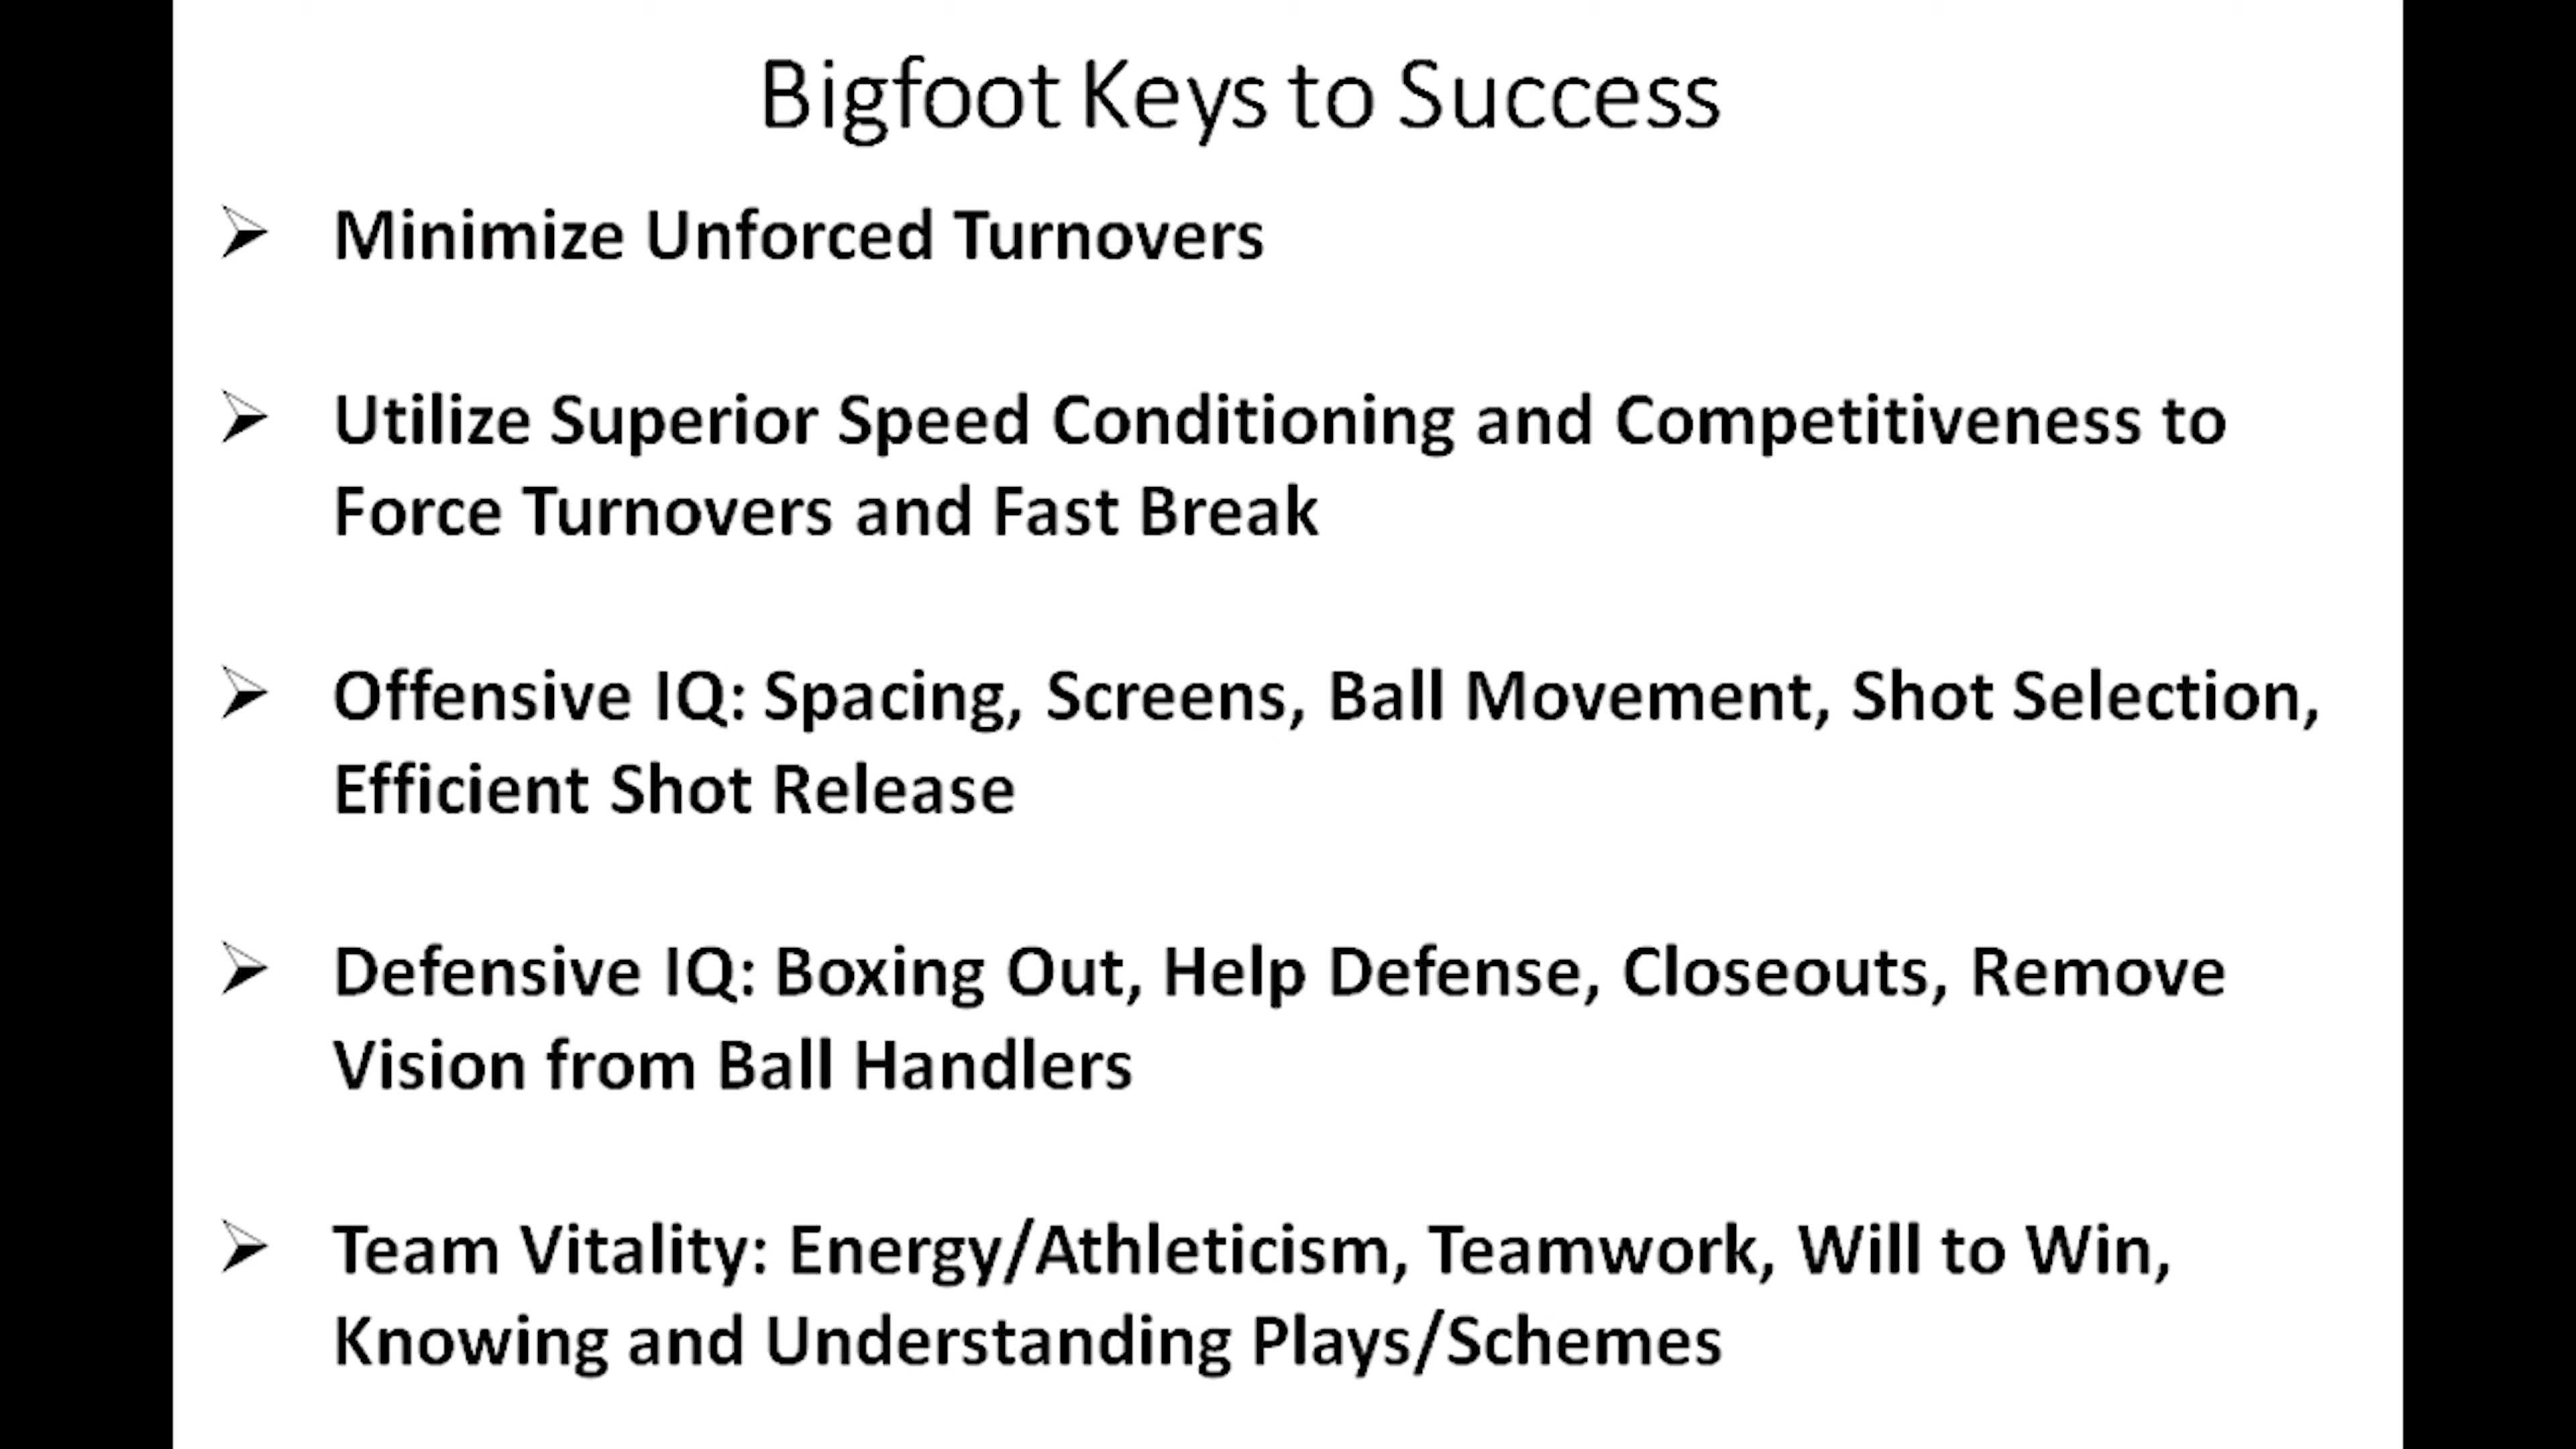 Bigfoot Keys to Success
➢ Minimize Unforced Turnovers
➢ Utilize Superior Speed Conditioning and Competitiveness to
Force Turnovers and Fast Break
➢ Offensive IQ: Spacing, Screens, Ball Movement, Shot Selection,
Efficient Shot Release
➢ Defensive IQ: Boxing Out, Help Defense, Closeouts, Remove
Vision from Ball Handlers
➢ Team Vitality: Energy/Athleticism, Teamwork, Will to Win,
Knowing and Understanding Plays/Schemes